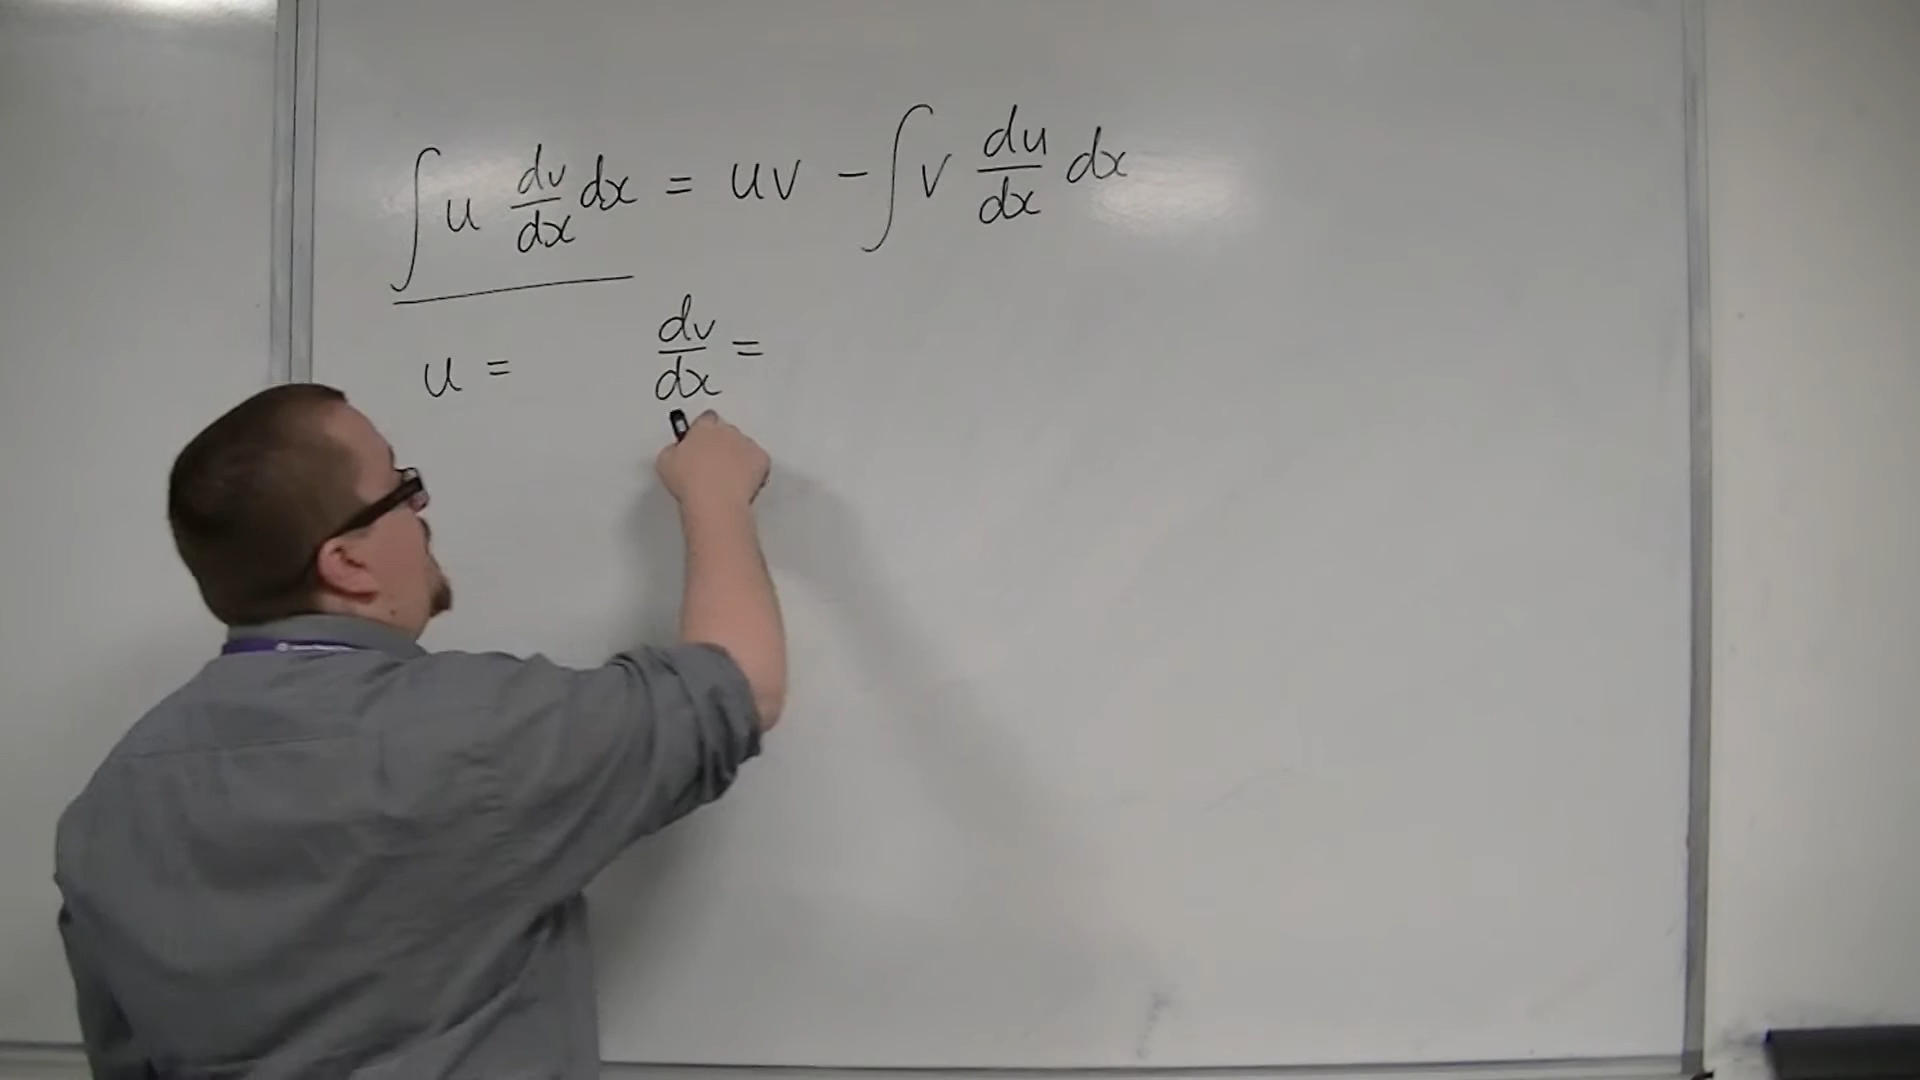 ∫ u dv/dx dx = uv - ∫ v du/dx dx
u = dv/dx =